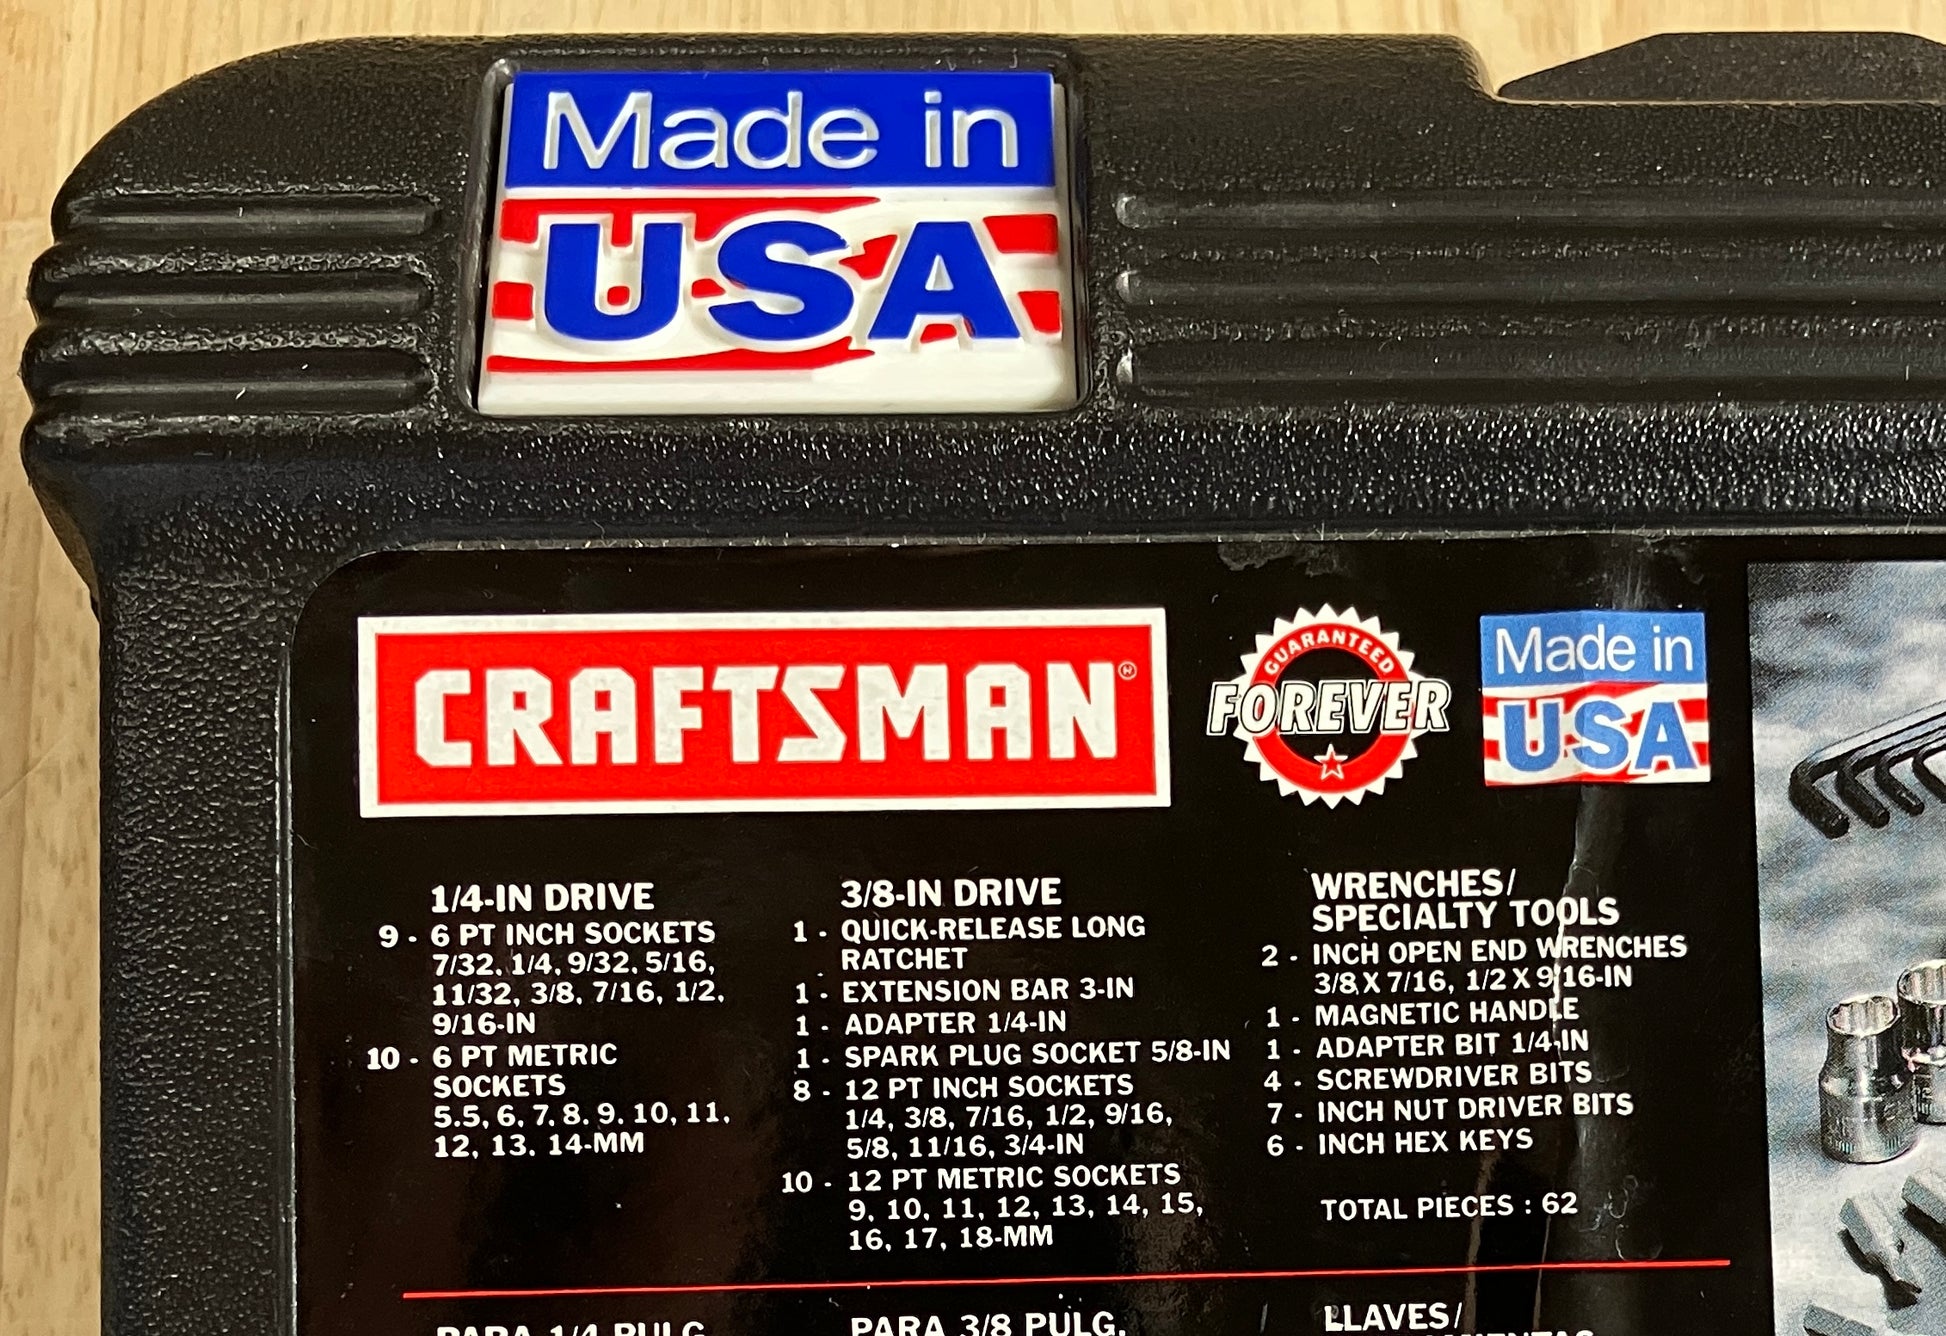 Made in
USA
CRAFTSMAN®
GUARANTEED
FOREVER
Made in
USA
1/4-IN DRIVE
9 - 6 PT INCH SOCKETS
7/32, 1/4, 9/32, 5/16,
11/32, 3/8, 7/16, 1/2,
9/16-IN
10 - 6 PT METRIC
SOCKETS
5.5, 6, 7, 8, 9, 10, 11,
12, 13, 14-MM
3/8-IN DRIVE
1 - QUICK-RELEASE LONG
RATCHET
1 - EXTENSION BAR 3-IN
1 - ADAPTER 1/4-IN
1 - SPARK PLUG SOCKET 5/8-IN
8 - 12 PT INCH SOCKETS
1/4, 3/8, 7/16, 1/2, 9/16,
5/8, 11/16, 3/4-IN
10 - 12 PT METRIC SOCKETS
9, 10, 11, 12, 13, 14, 15,
16, 17, 18-MM
WRENCHES/
SPECIALTY TOOLS
2 - INCH OPEN END WRENCHES
3/8 X 7/16, 1/2 X 9/16-IN
1 - MAGNETIC HANDLE
1 - ADAPTER BIT 1/4-IN
4 - SCREWDRIVER BITS
7 - INCH NUT DRIVER BITS
6 - INCH HEX KEYS
TOTAL PIECES : 62
PARA 1/4 PULG.
PARA 3/8 PULG.
LLAVES/